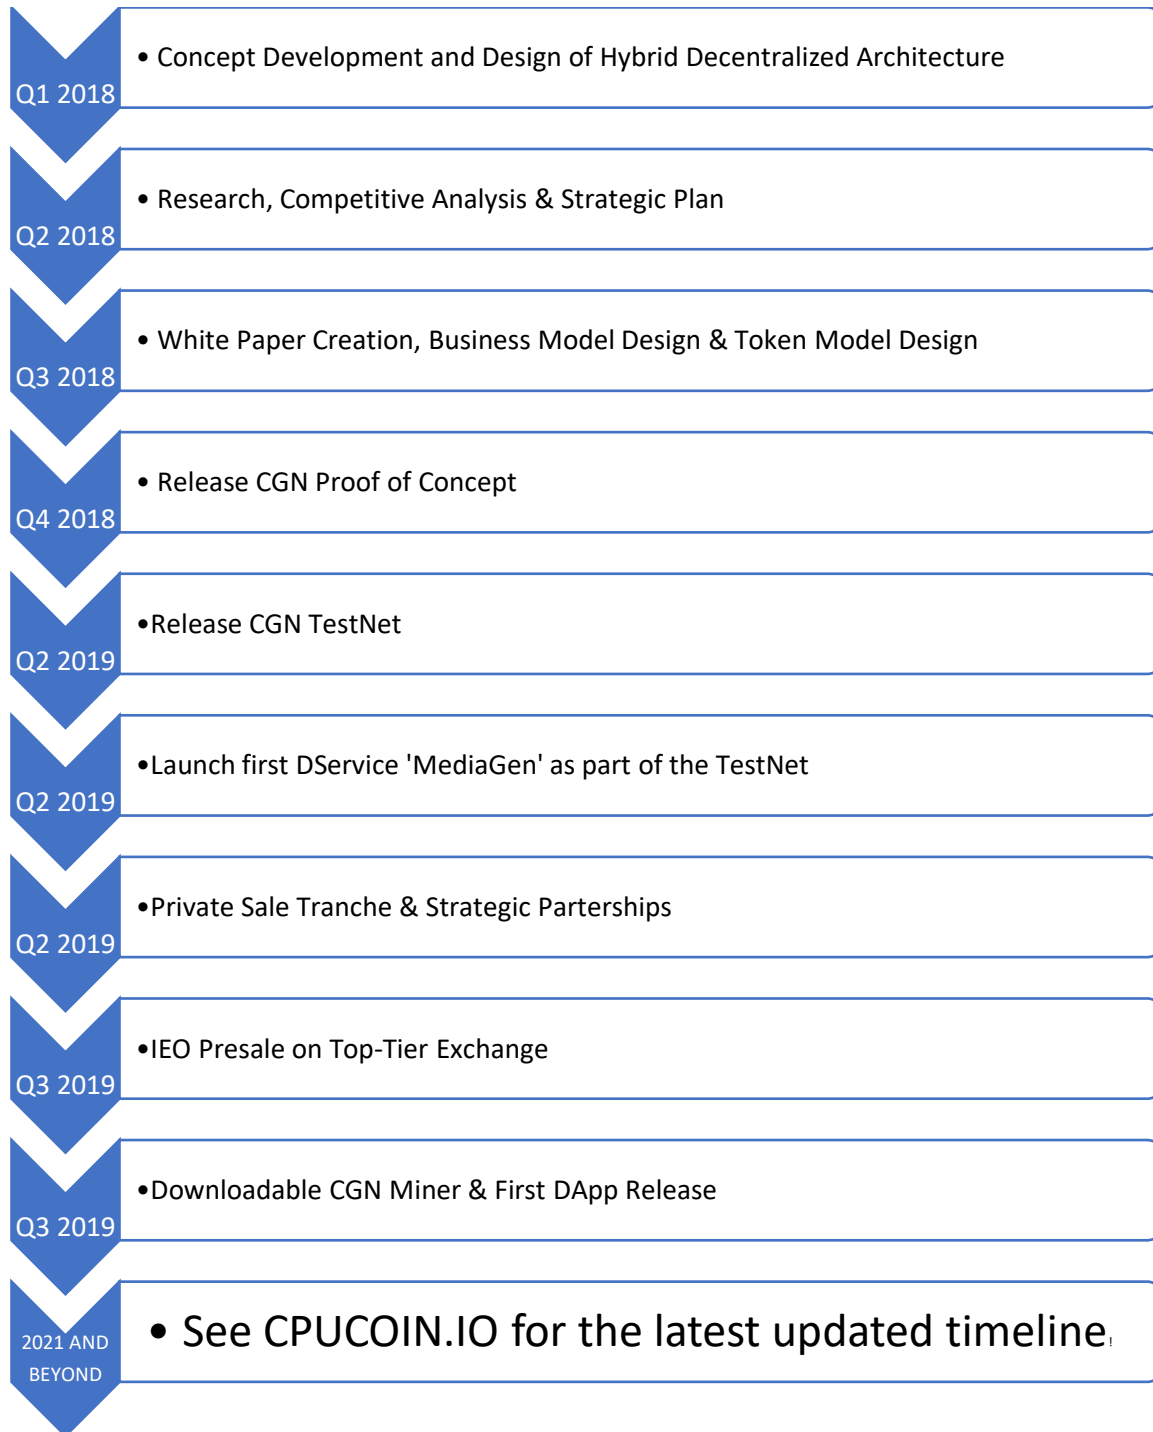 Q1 2018
• Concept Development and Design of Hybrid Decentralized Architecture
Q2 2018
• Research, Competitive Analysis & Strategic Plan
Q3 2018
• White Paper Creation, Business Model Design & Token Model Design
Q4 2018
• Release CGN Proof of Concept
Q2 2019
•Release CGN TestNet
Q2 2019
•Launch first DService 'MediaGen' as part of the TestNet
Q2 2019
•Private Sale Tranche & Strategic Parterships
Q3 2019
•IEO Presale on Top-Tier Exchange
Q3 2019
•Downloadable CGN Miner & First DApp Release
2021 AND
BEYOND
• See CPUCOIN.IO for the latest updated timeline!